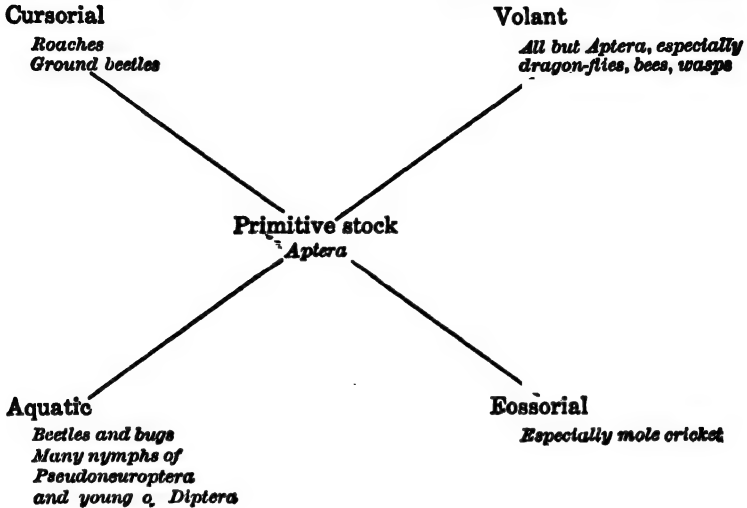 Cursorial
Roaches
Ground beetles
Volant
All but Aptera, especially
dragon-flies, bees, wasps
Primitive stock
Aptera
Aquatic
Beetles and bugs
Many nymphs of
Pseudoneuroptera
and young o. Diptera
Eossorial
Especially mole cricket